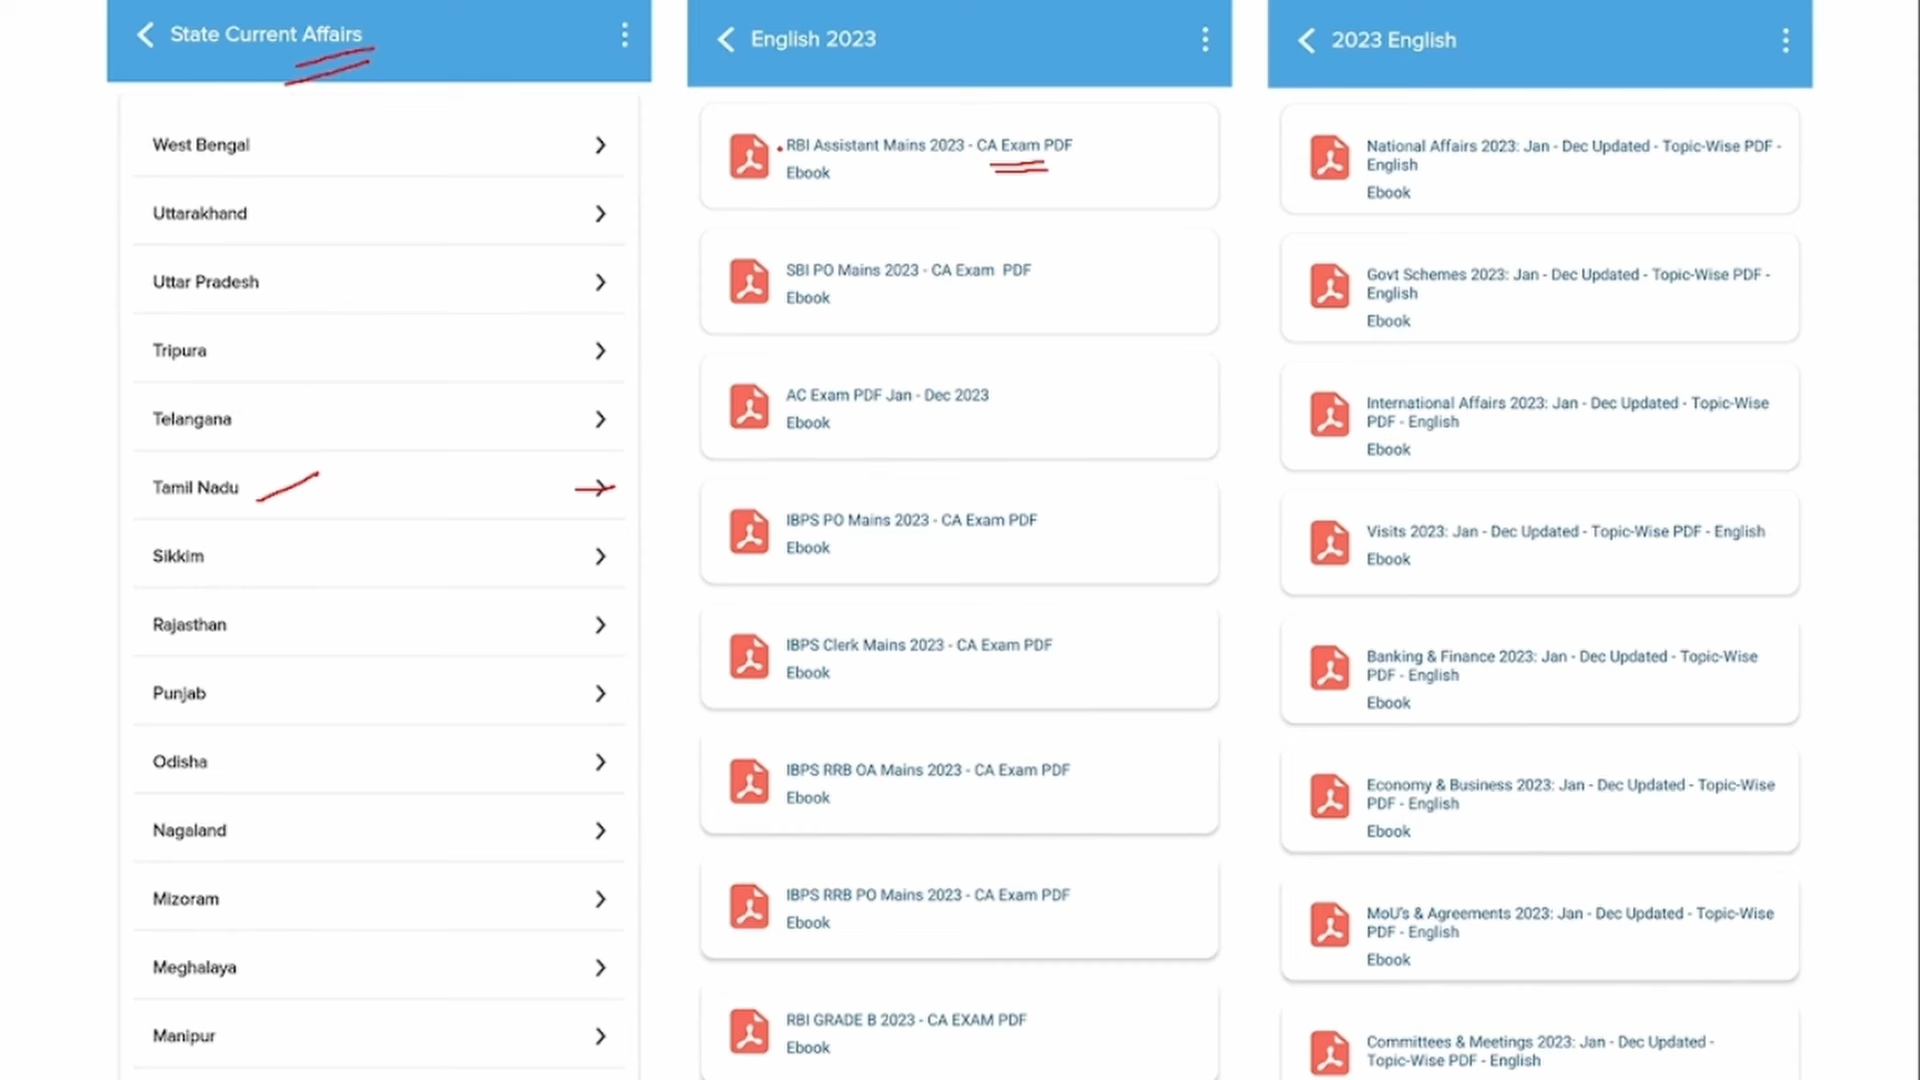 State Current Affairs
West Bengal
Uttarakhand
Uttar Pradesh
Tripura
Telangana
Tamil Nadu
Sikkim
Rajasthan
Punjab
Odisha
Nagaland
Mizoram
Meghalaya
Manipur
English 2023
RBI Assistant Mains 2023 - CA Exam PDF
Ebook
SBI PO Mains 2023 - CA Exam PDF
Ebook
AC Exam PDF Jan - Dec 2023
Ebook
IBPS PO Mains 2023 - CA Exam PDF
Ebook
IBPS Clerk Mains 2023 - CA Exam PDF
Ebook
IBPS RRB OA Mains 2023 - CA Exam PDF
Ebook
IBPS RRB PO Mains 2023 - CA Exam PDF
Ebook
RBI GRADE B 2023 - CA EXAM PDF
Ebook
2023 English
National Affairs 2023: Jan - Dec Updated - Topic-Wise PDF -
English
Ebook
Govt Schemes 2023: Jan - Dec Updated - Topic-Wise PDF -
English
Ebook
International Affairs 2023: Jan - Dec Updated - Topic-Wise
PDF - English
Ebook
Visits 2023: Jan - Dec Updated - Topic-Wise PDF - English
Ebook
Banking & Finance 2023: Jan - Dec Updated - Topic-Wise
PDF - English
Ebook
Economy & Business 2023: Jan - Dec Updated - Topic-Wise
PDF - English
Ebook
MoU's & Agreements 2023: Jan - Dec Updated - Topic-Wise
PDF - English
Ebook
Committees & Meetings 2023: Jan - Dec Updated -
Topic-Wise PDF - English